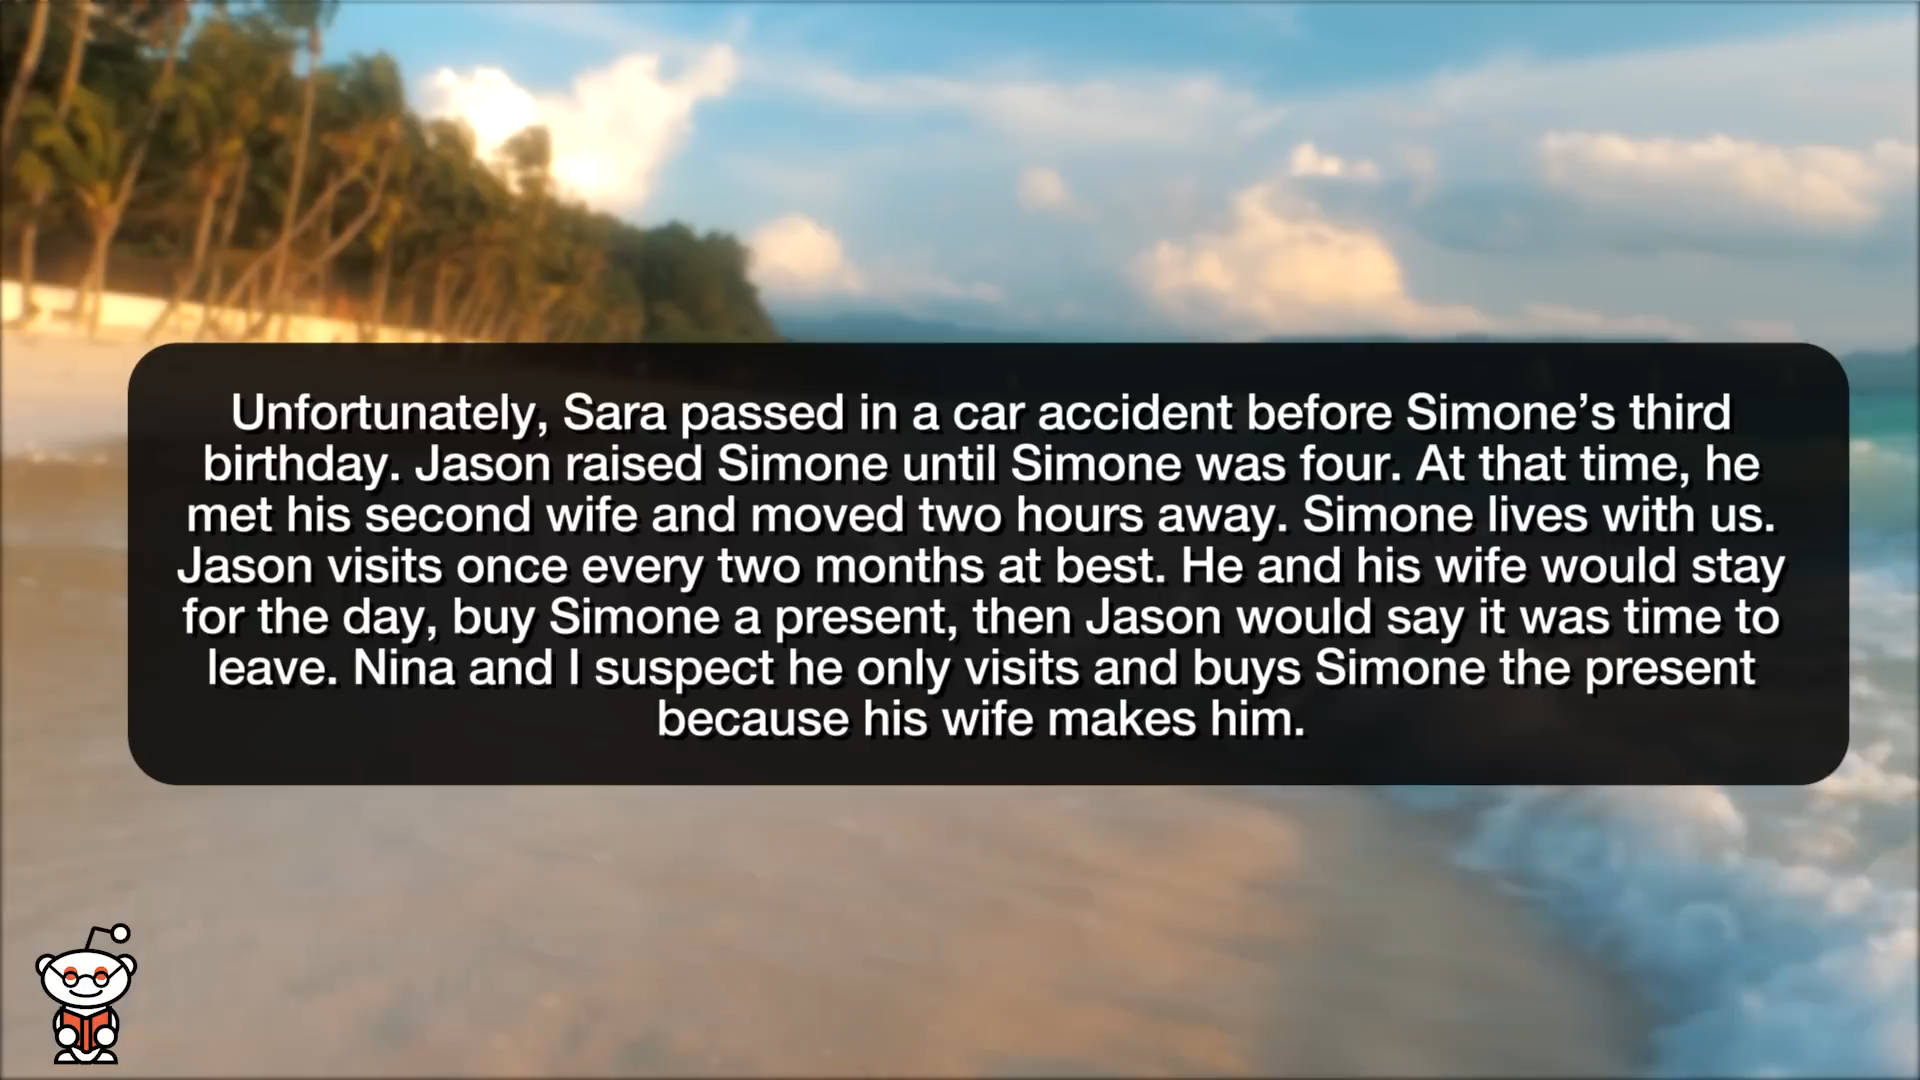 Unfortunately, Sara passed in a car accident before Simone’s third
birthday. Jason raised Simone until Simone was four. At that time, he
met his second wife and moved two hours away. Simone lives with us.
Jason visits once every two months at best. He and his wife would stay
for the day, buy Simone a present, then Jason would say it was time to
leave. Nina and I suspect he only visits and buys Simone the present
because his wife makes him.